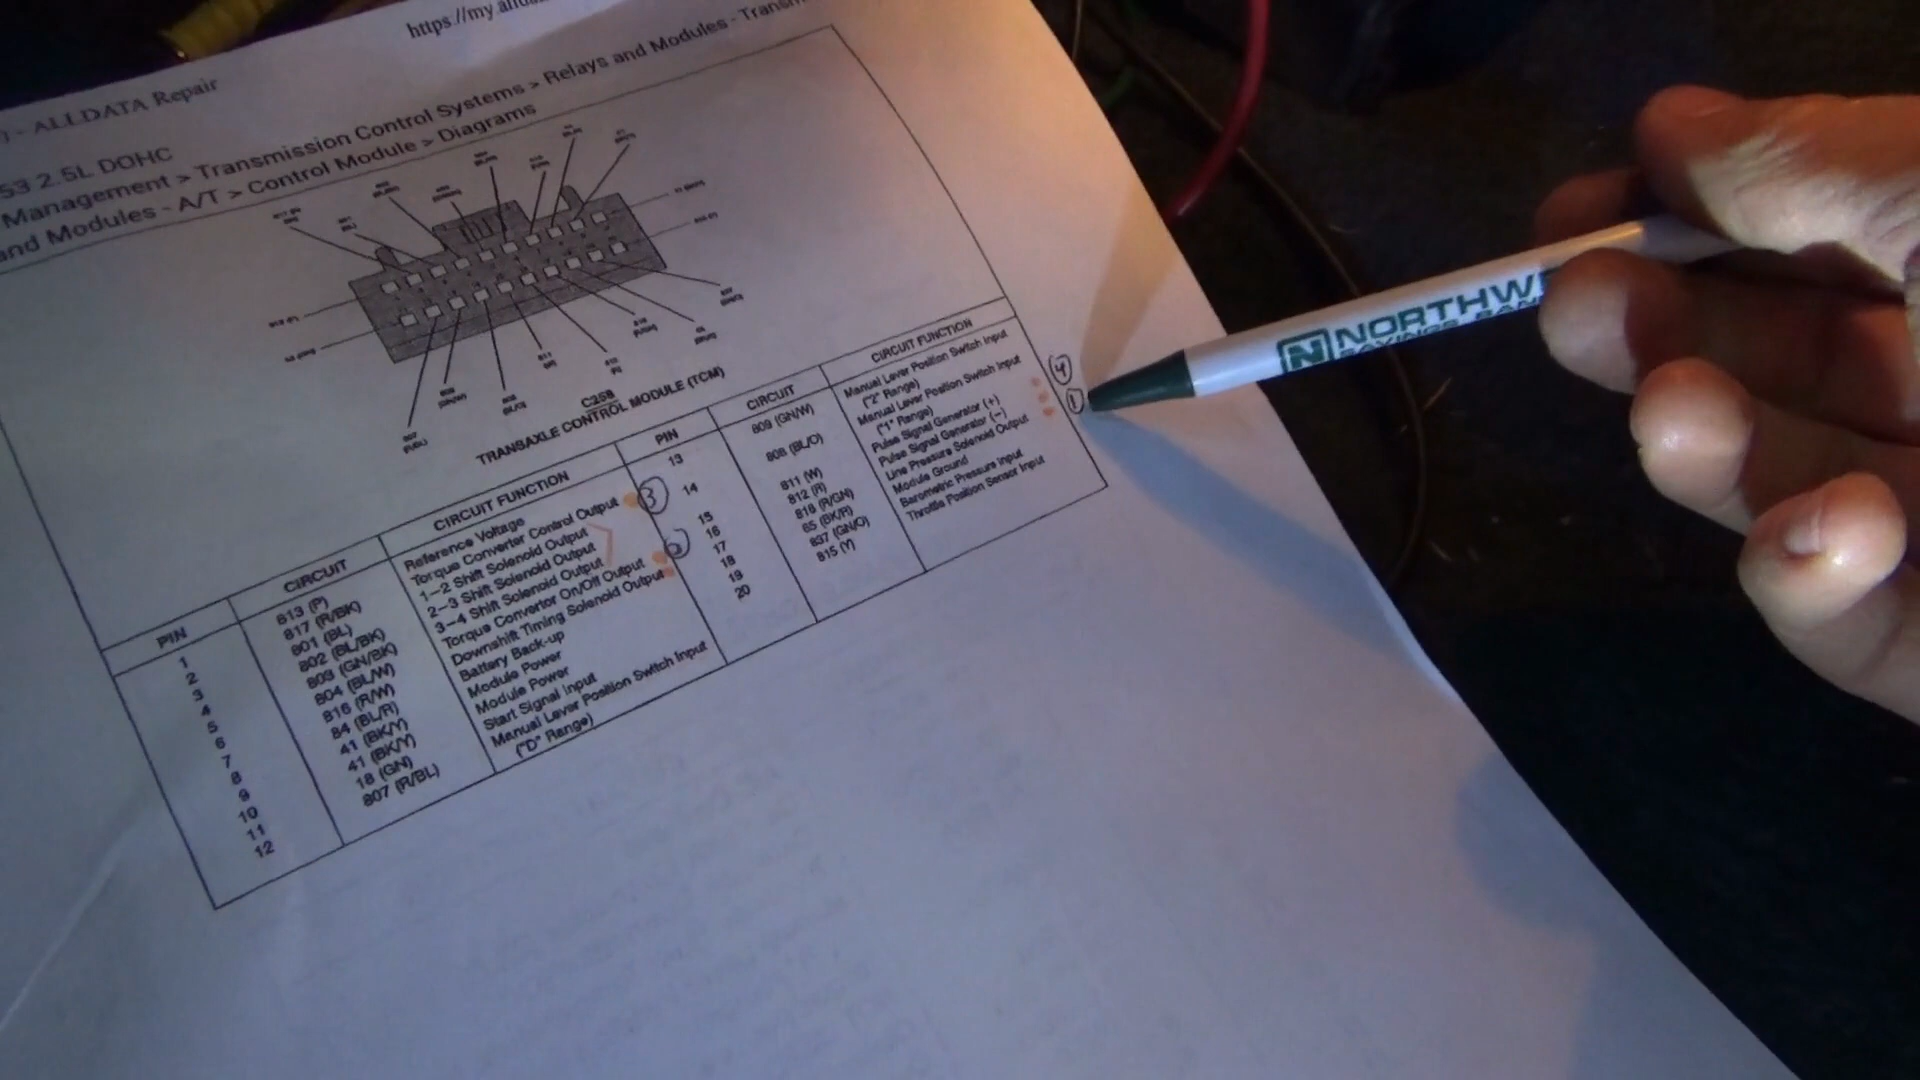 https://my.alldat
) - ALLDATA Repair
53 2.5L DOHC
Management > Transmission Control Systems > Relays and Modules - Transm
and Modules - A/T > Control Module > Diagrams
C258
TRANSAXLE CONTROL MODULE (TCM)
PIN CIRCUIT CIRCUIT FUNCTION
1 813 (P) Reference Voltage
2 817 (R/BK) Torque Converter Control Output
3 801 (BL) 1–2 Shift Solenoid Output
4 802 (BL/BK) 2–3 Shift Solenoid Output
5 803 (GN/BK) 3–4 Shift Solenoid Output
6 804 (BL/W) Torque Convertor On/Off Output
7 816 (R/W) Downshift Timing Solenoid Output
8 84 (BL/R) Battery Back-up
9 41 (BK/Y) Module Power
10 41 (BK/Y) Module Power
11 18 (GN) Start Signal Input
12 807 (R/BL) Manual Lever Position Switch Input
("D" Range)
3
2
PIN CIRCUIT CIRCUIT FUNCTION
13 809 (GN/W) Manual Lever Position Switch Input
("2" Range)
14 808 (BL/O) Manual Lever Position Switch Input
("1" Range)
15 811 (W) Pulse Signal Generator (+)
16 812 (R) Pulse Signal Generator (–)
17 818 (R/GN) Line Pressure Solenoid Output
18 65 (BK/R) Module Ground
19 837 (GN/O) Barometric Pressure Input
20 815 (Y) Throttle Position Sensor Input
4
1
N NORTHW
SAVINGS BAN